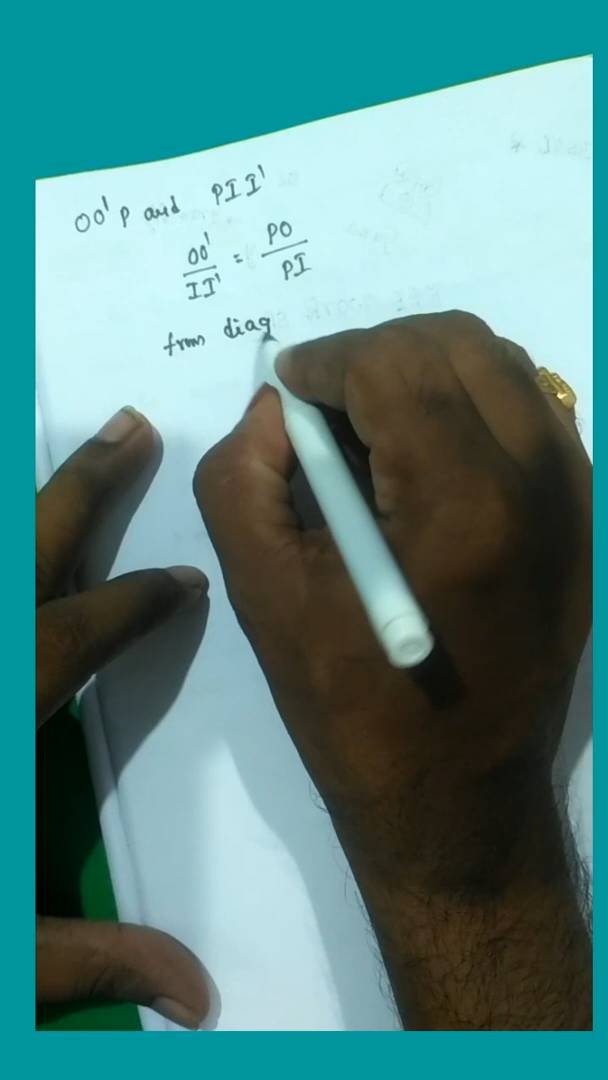 OO' P and PII'
OO'/II' = PO/PI
from diag